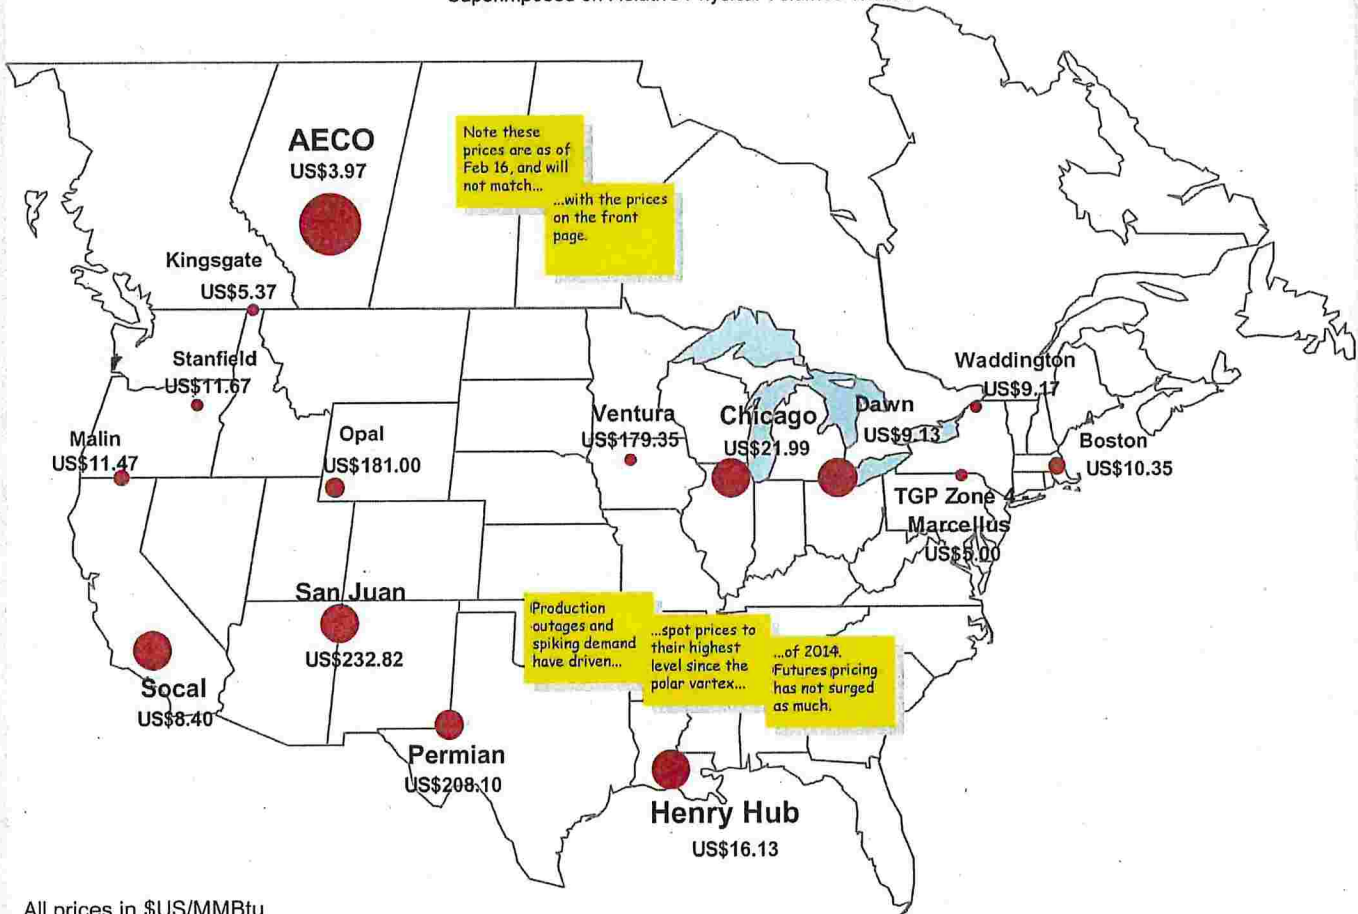 AECO
US$3.97
Note these
prices are as of
Feb 16, and will
not match...
...with the prices
on the front
page.
Kingsgate
US$5.37
Stanfield
US$11.67
Malin
US$11.47
Opal
US$181.00
Ventura
US$179.35
Chicago
US$21.99
Dawn
US$9.13
Waddington
US$9.17
Boston
US$10.35
TGP Zone 4
Marcellus
US$5.00
San Juan
US$232.82
Socal
US$8.40
Permian
US$208.10
Production
outages and
spiking demand
have driven...
...spot prices to
their highest
level since the
polar vortex...
...of 2014.
Futures pricing
has not surged
as much.
Henry Hub
US$16.13
All prices in $US/MMBtu